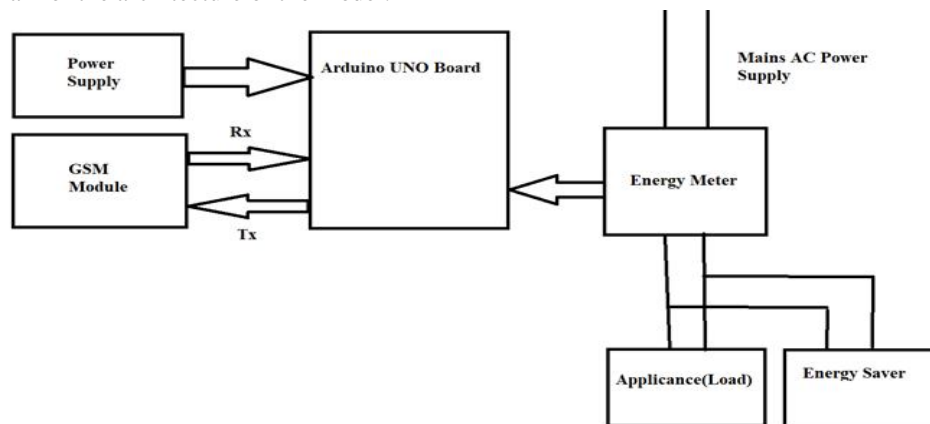 Power
Supply
Arduino UNO Board
Mains AC Power
Supply
Rx
GSM
Module
Energy Meter
Tx
Applicance(Load)
Energy Saver